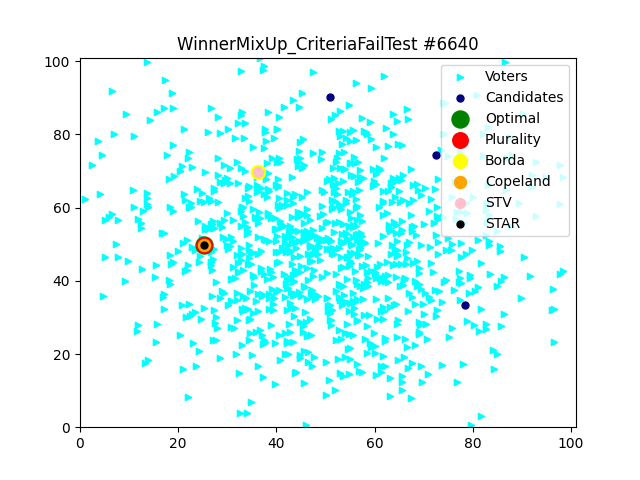 WinnerMixUp_CriteriaFailTest #6640
100
80
60
40
20
0
0
20
40
60
80
100
Voters
Candidates
Optimal
Plurality
Borda
Copeland
STV
STAR